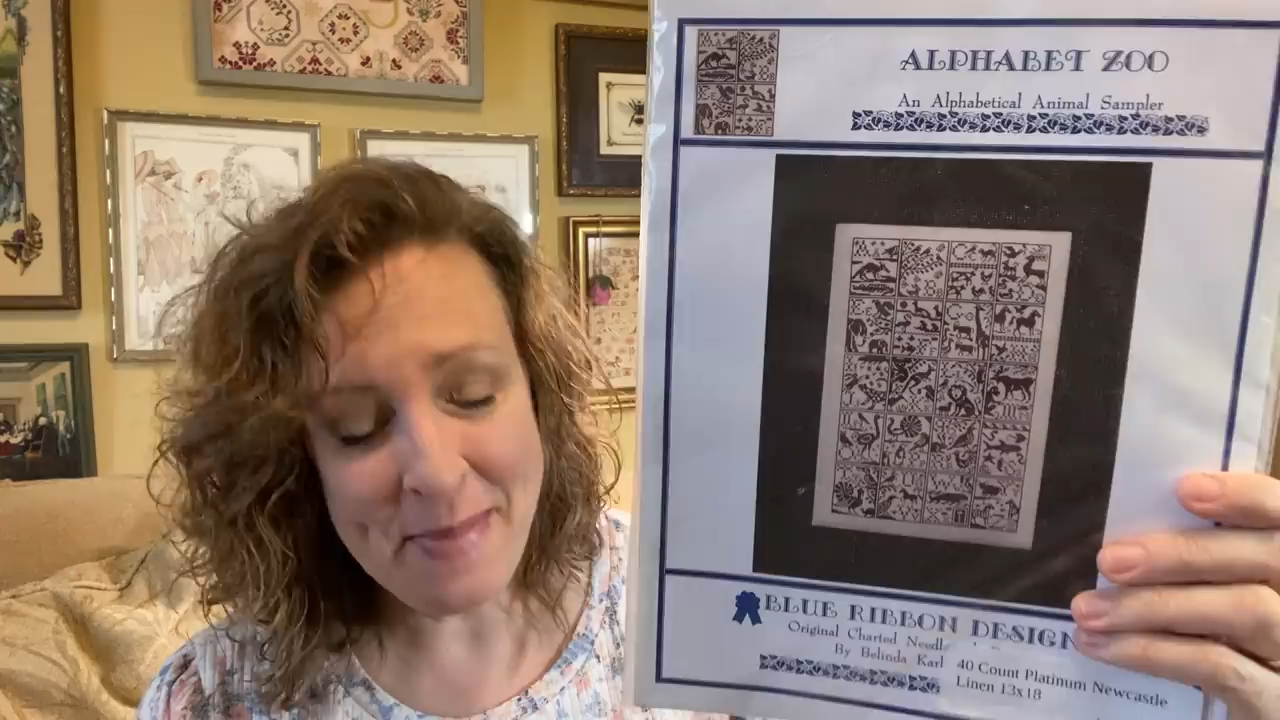 ALPHABET ZOO
An Alphabetical Animal Sampler
BLUE RIBBON DESIGN
Original Charted
By Belinda Karl
40 Count Platinum Newcastle
Linen 13x18